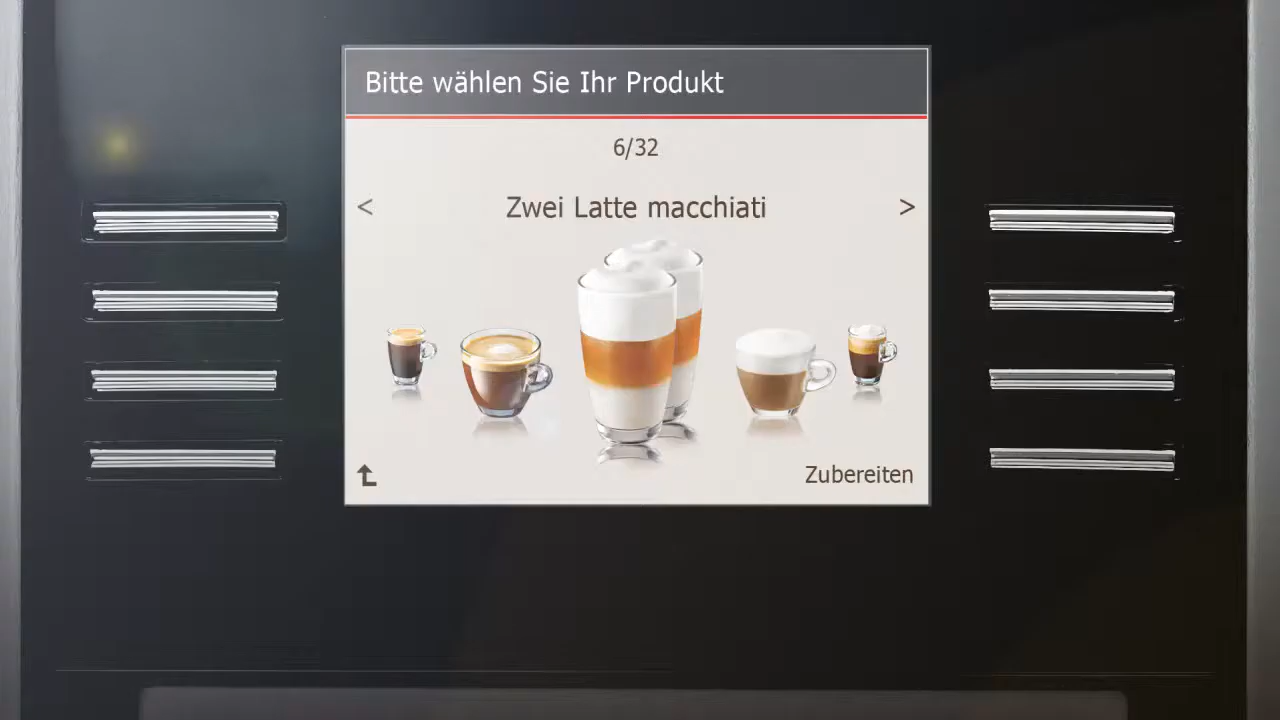 Bitte wählen Sie Ihr Produkt
6/32
< Zwei Latte macchiati >
Zubereiten